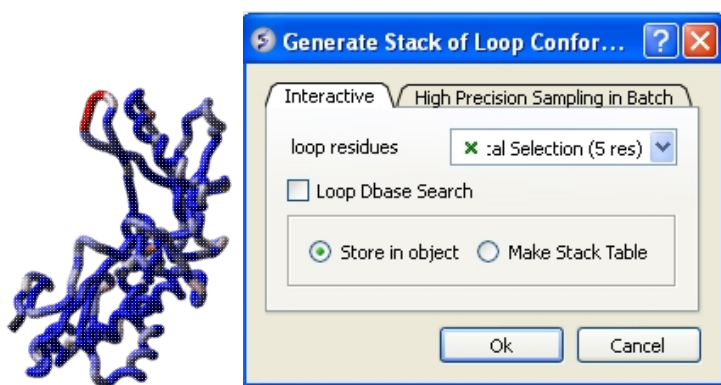 Generate Stack of Loop Confor...
Interactive
High Precision Sampling in Batch
loop residues
:al Selection (5 res)
Loop Dbase Search
Store in object
Make Stack Table
Ok
Cancel